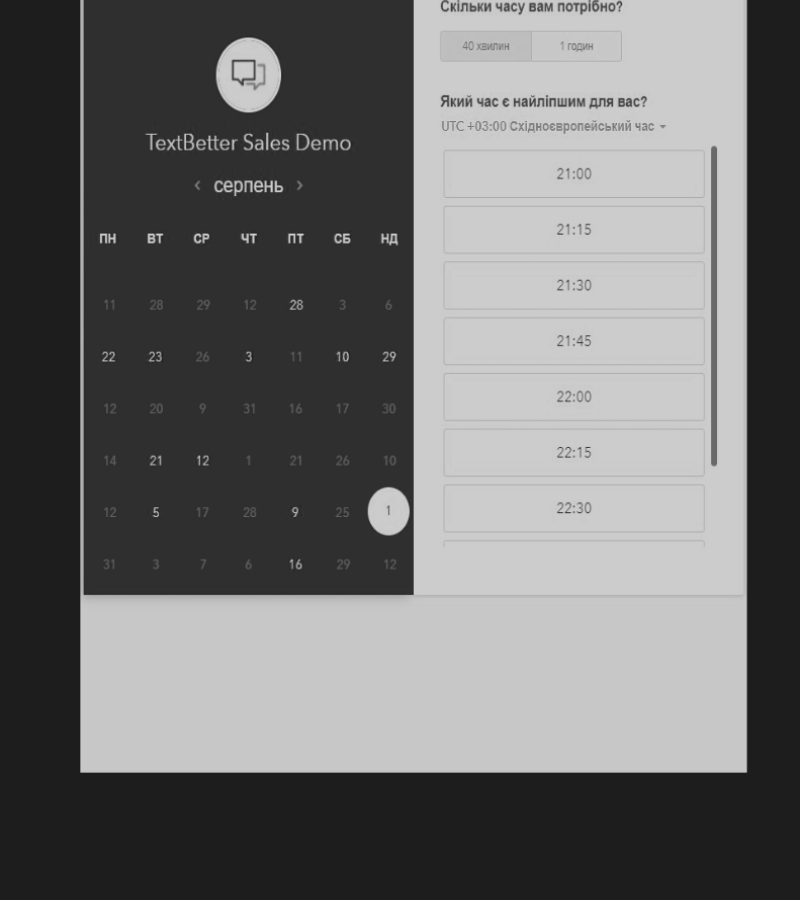 TextBetter Sales Demo
< серпень >
ПН ВТ СР ЧТ ПТ СБ НД
11 28 29 12 28 3 6
22 23 26 3 11 10 29
12 20 9 31 16 17 30
14 21 12 1 21 26 10
12 5 17 28 9 25 1
31 3 7 6 16 29 12
Скільки часу вам потрібно?
40 хвилин 1 годин
Який час є найліпшим для вас?
UTC +03:00 Східноєвропейський час
21:00
21:15
21:30
21:45
22:00
22:15
22:30